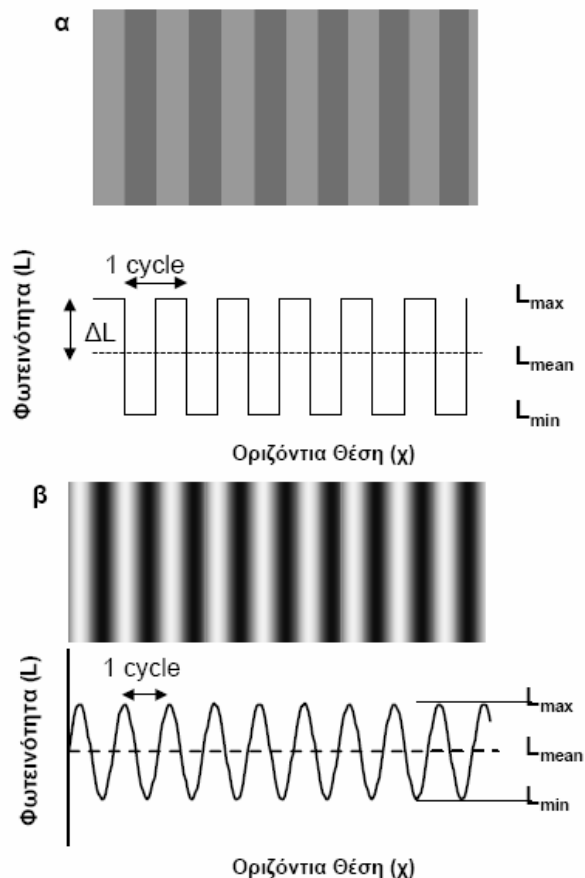 α
Φωτεινότητα (L)
1 cycle
ΔL
Lmax
Lmean
Lmin
Οριζόντια Θέση (χ)
β
Φωτεινότητα (L)
1 cycle
Lmax
Lmean
Lmin
Οριζόντια Θέση (χ)